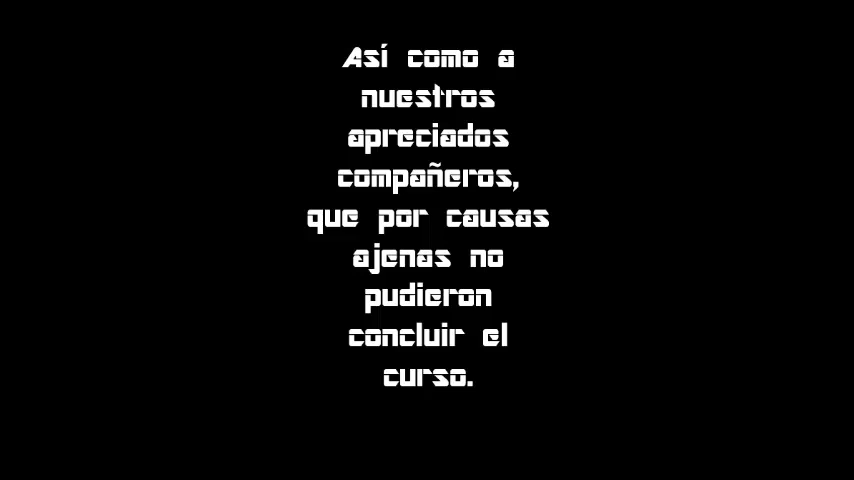 Así como a
nuestros
apreciados
compañeros,
que por causas
ajenas no
pudieron
concluir el
curso.